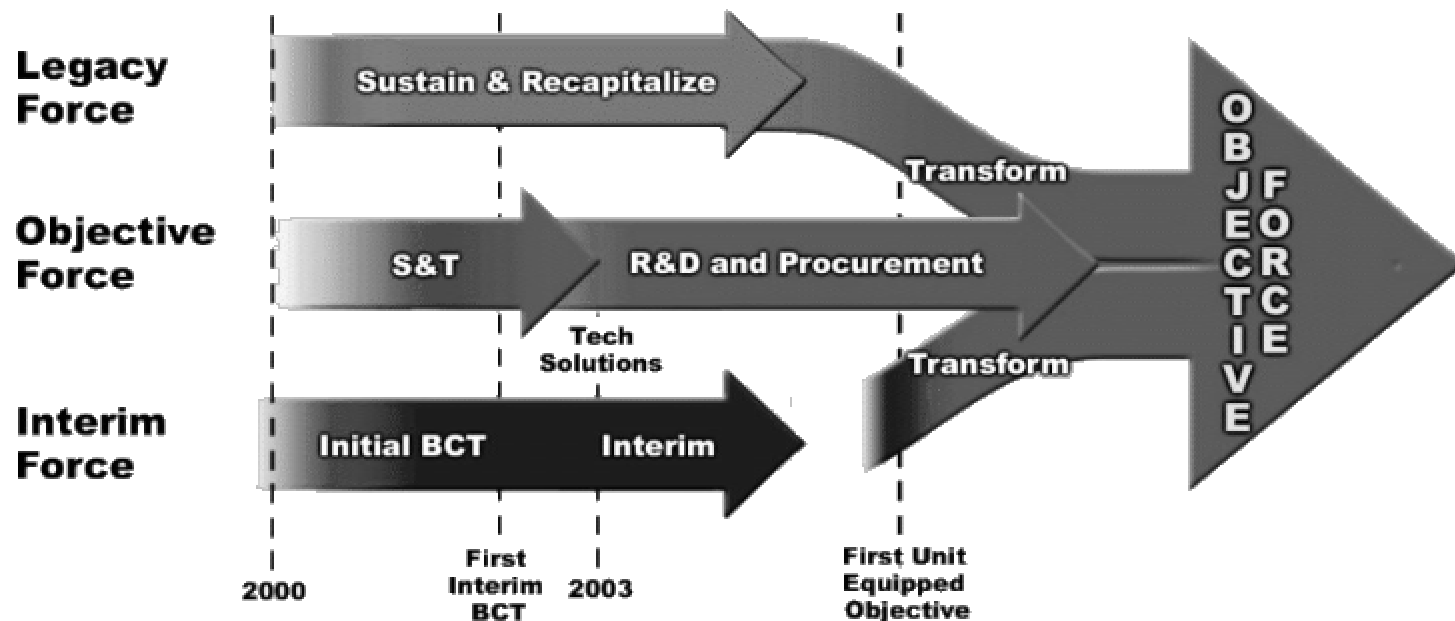 Legacy
Force
Sustain & Recapitalize
Transform
OBJECTIVE
FORCE
Objective
Force
S&T
R&D and Procurement
Tech
Solutions
Transform
Interim
Force
Initial BCT
Interim
2000
First
Interim
BCT
2003
First Unit
Equipped
Objective